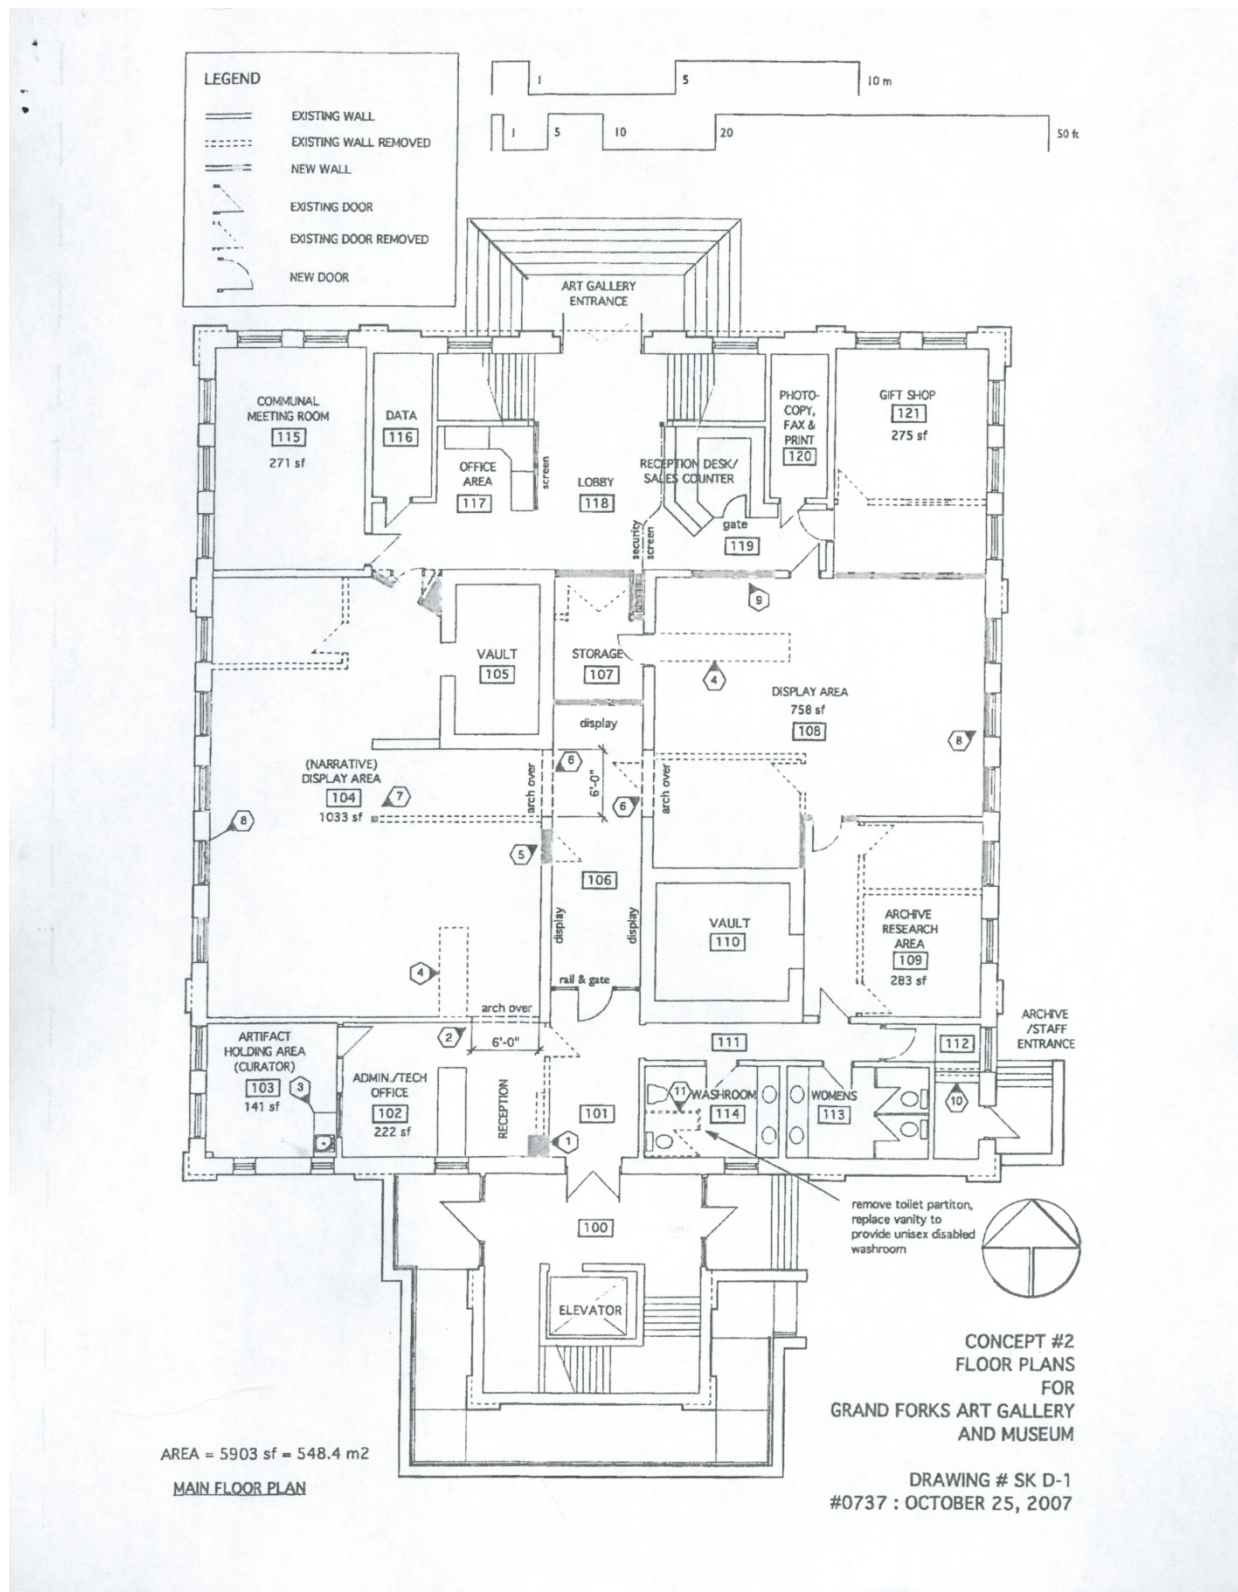 LEGEND
EXISTING WALL
EXISTING WALL REMOVED
NEW WALL
EXISTING DOOR
EXISTING DOOR REMOVED
NEW DOOR
1
5
10 m
1
5
10
20
50 ft
ART GALLERY
ENTRANCE
COMMUNAL
MEETING ROOM
115
271 sf
DATA
116
OFFICE
AREA
117
screen
LOBBY
118
RECEPTION DESK/
SALES COUNTER
security
screen
gate
119
PHOTO-
COPY,
FAX &
PRINT
120
GIFT SHOP
121
275 sf
9
VAULT
105
STORAGE
107
4
DISPLAY AREA
758 sf
108
8
display
(NARRATIVE)
DISPLAY AREA
104
1033 sf
7
8
arch over
6
6'-0"
6
arch over
5
106
display
display
VAULT
110
ARCHIVE
RESEARCH
AREA
109
283 sf
4
rail & gate
arch over
2
6'-0"
ARTIFACT
HOLDING AREA
(CURATOR)
103
141 sf
3
ADMIN./TECH
OFFICE
102
222 sf
RECEPTION
101
1
111
112
ARCHIVE
/STAFF
ENTRANCE
11
WASHROOM
114
WOMENS
113
10
100
ELEVATOR
remove toilet partiton,
replace vanity to
provide unisex disabled
washroom
CONCEPT #2
FLOOR PLANS
FOR
GRAND FORKS ART GALLERY
AND MUSEUM
AREA = 5903 sf = 548.4 m2
MAIN FLOOR PLAN
DRAWING # SK D-1
#0737 : OCTOBER 25, 2007